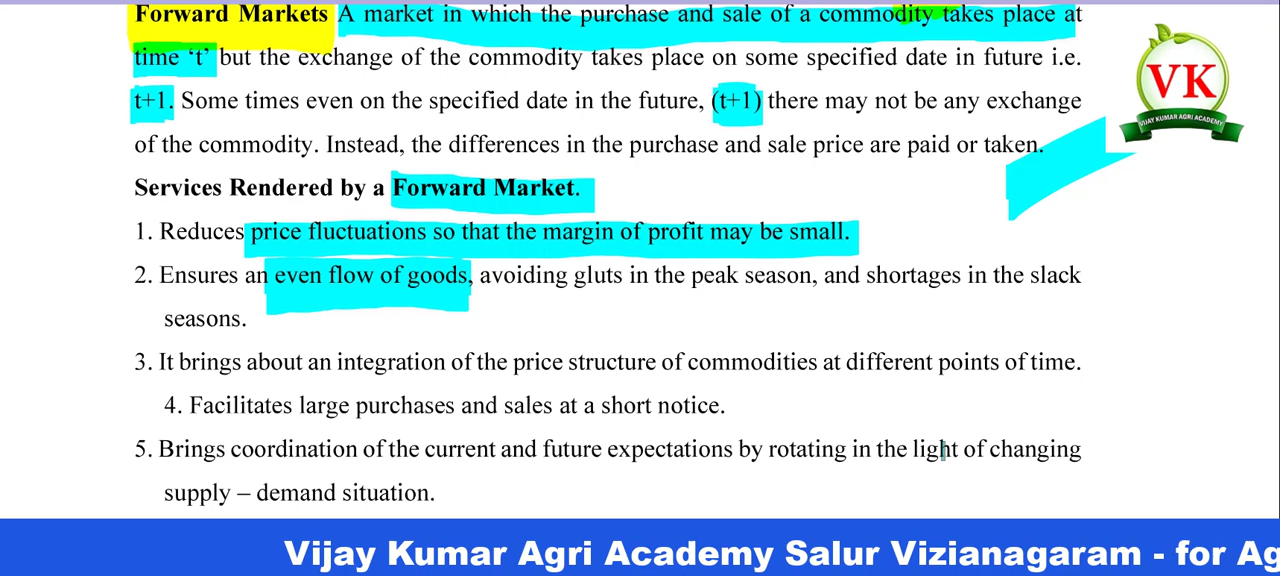 Forward Markets A market in which the purchase and sale of a commodity takes place at
time ‘t’ but the exchange of the commodity takes place on some specified date in future i.e.
t+1. Some times even on the specified date in the future, (t+1) there may not be any exchange
of the commodity. Instead, the differences in the purchase and sale price are paid or taken.
VK
VIJAY KUMAR AGRI ACADEMY
Services Rendered by a Forward Market.
1. Reduces price fluctuations so that the margin of profit may be small.
2. Ensures an even flow of goods, avoiding gluts in the peak season, and shortages in the slack
seasons.
3. It brings about an integration of the price structure of commodities at different points of time.
4. Facilitates large purchases and sales at a short notice.
5. Brings coordination of the current and future expectations by rotating in the light of changing
supply – demand situation.
Vijay Kumar Agri Academy Salur Vizianagaram - for Ag